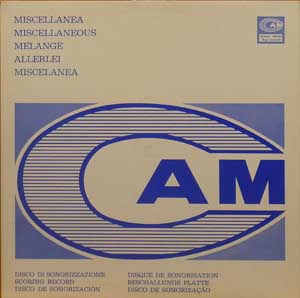 MISCELLANEA
MISCELLANEOUS
MELANGE
ALLERLEI
MISCELANEA
CAM
CAM
DISCO DI SONORIZZAZIONE
SCORING RECORD
DISCO DE SONORIZACIÓN
DISQUE DE SONORISATION
BESCHALLUNGS PLATTE
DISCO DE SONORIZAÇÃO